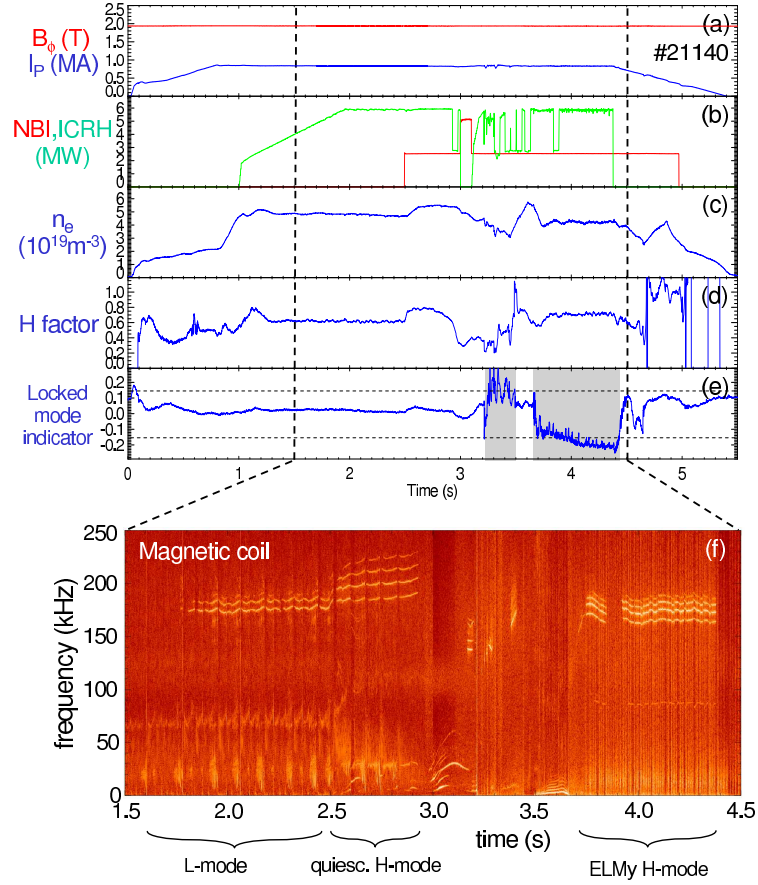 B_φ (T)
I_P (MA)
2.5
2.0
1.5
1.0
0.5
0.0
(a)
#21140
NBI,ICRH
(MW)
6
5
4
3
2
1
0
(b)
n_e
(10^19m^-3)
6
5
4
3
2
1
0
(c)
H factor
1.0
0.8
0.6
0.4
0.2
0.0
(d)
Locked
mode
indicator
0.2
0.1
0.0
-0.1
-0.2
(e)
0 1 2 3 4 5
Time (s)
Magnetic coil
(f)
frequency (kHz)
250
200
150
100
50
0
1.5 2.0 2.5 3.0 3.5 4.0 4.5
time (s)
L-mode
quiesc. H-mode
ELMy H-mode